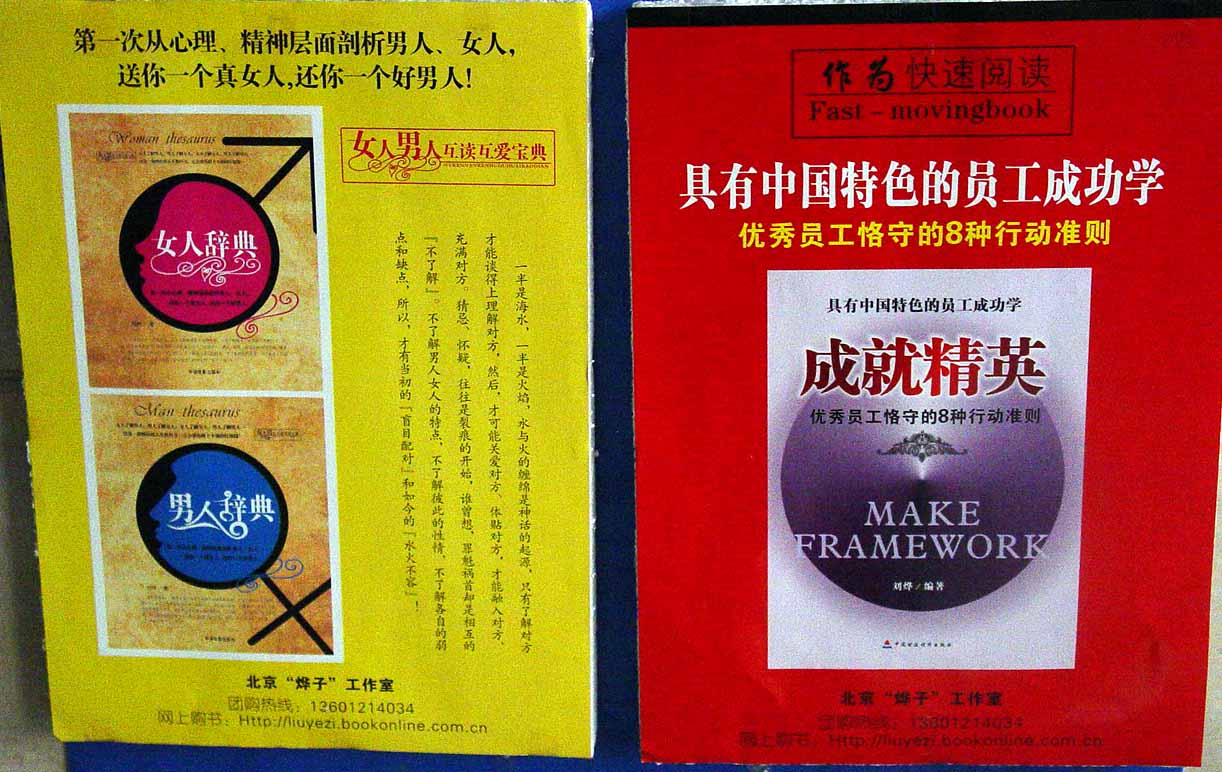 第一次从心理、精神层面剖析男人、女人,
送你一个真女人,还你一个好男人!
Woman thesaurus
女人辞典
Man thesaurus
男人辞典
女人男人互读互爱宝典
一半是海水，一半是火焰，水与火的缠绵是神话的起源，只有了解对方
才能谈得上理解对方，然后，才可能关爱对方、体贴对方，才能融入对方、
充满对方。猜忌，怀疑，往往是裂痕的开始，谁曾想，罪魁祸首却是相互的
『不了解』。不了解男人女人的特点，不了解彼此的性情，不了解各自的弱
点和缺点，所以，才有当初的『盲目配对』和如今的『水火不容』！
北京“烨子”工作室
团购热线：13601214034
网上购书：Http://liuyezi.bookonline.com.cn
作为快速阅读
Fast-movingbook
具有中国特色的员工成功学
优秀员工恪守的8种行动准则
具有中国特色的员工成功学
成就精英
优秀员工恪守的8种行动准则
MAKE
FRAMEWORK
刘烨/编著
北京“烨子”工作室
团购热线：13601214034
网上购书：Http://liuyezi.bookonline.com.cn